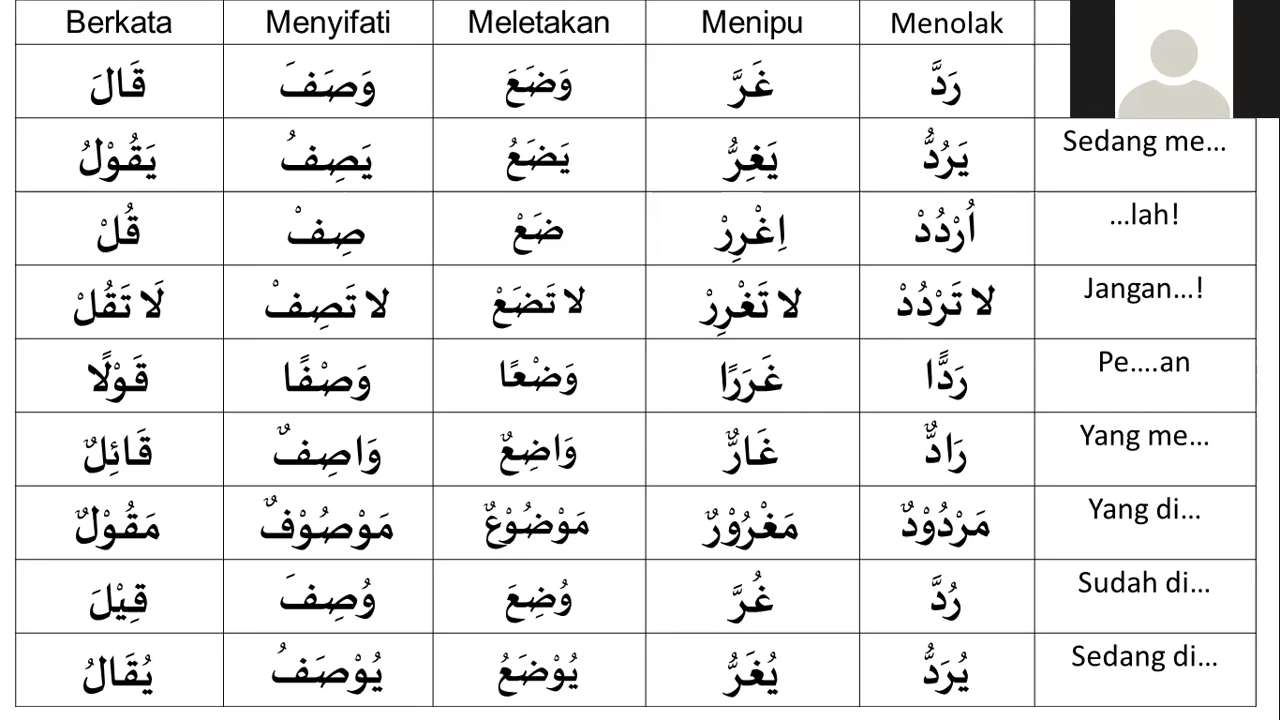 Berkata Menyifati Meletakan Menipu Menolak
قَالَ وَصَفَ وَضَعَ غَرَّ رَدَّ
يَقُوْلُ يَصِفُ يَضَعُ يَغِرُّ يَرُدُّ Sedang me...
قُلْ صِفْ ضَعْ اِغْرِرْ اُرْدُدْ ...lah!
لَا تَقُلْ لا تَصِفْ لا تَضَعْ لا تَغْرِرْ لا تَرْدُدْ Jangan...!
قَوْلًا وَصْفًا وَضْعًا غَرَرًا رَدًّا Pe....an
قَائِلٌ وَاصِفٌ وَاضِعٌ غَارٌّ رَادٌّ Yang me...
مَقُوْلٌ مَوْصُوْفٌ مَوْضُوْعٌ مَغْرُوْرٌ مَرْدُوْدٌ Yang di...
قِيْلَ وُصِفَ وُضِعَ غُرَّ رُدَّ Sudah di...
يُقَالُ يُوْصَفُ يُوْضَعُ يُغَرُّ يُرَدُّ Sedang di...